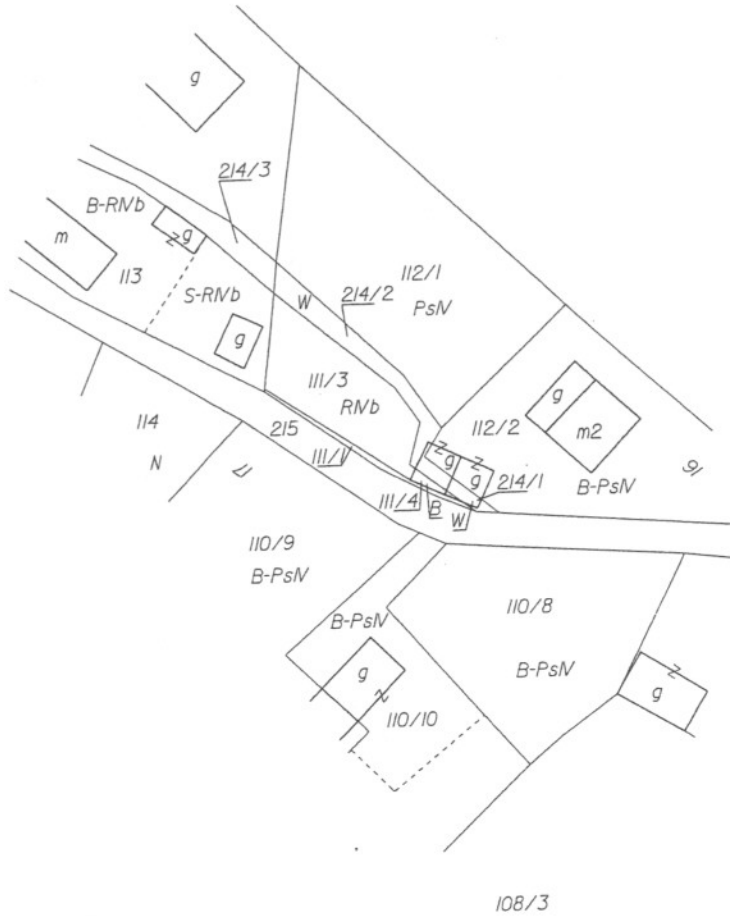 g
214/3
B-RIVb
m
z g
113
S-RIVb
g
W
214/2
112/1
PsIV
111/3
RIVb
g
m2
112/2
B-PsIV
114
N
215
111/1
z g
z g
214/1
111/4
B
W
110/9
B-PsIV
B-PsIV
g
z
110/10
110/8
B-PsIV
z
g
108/3